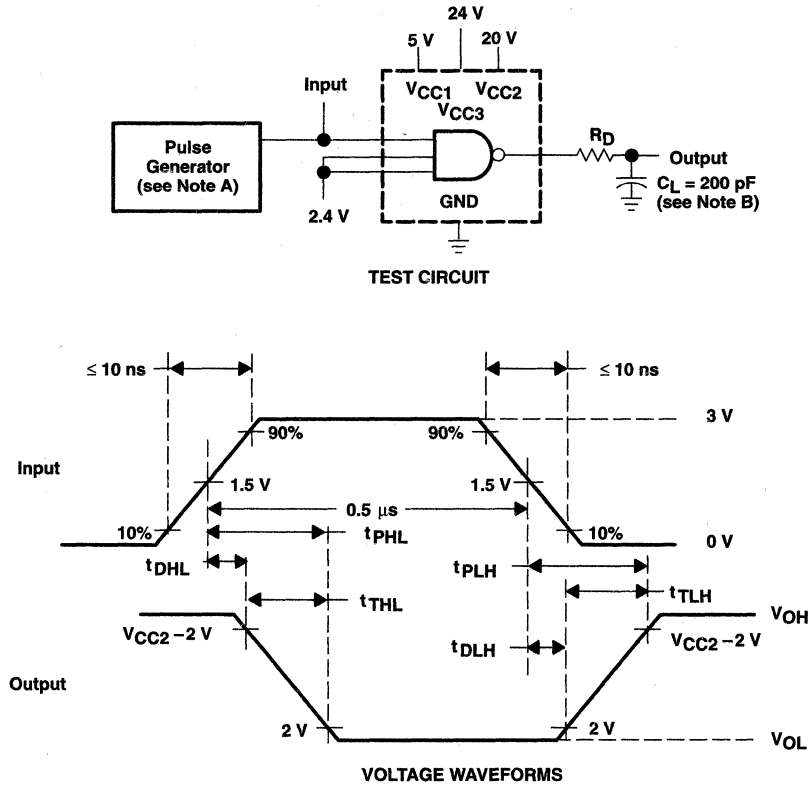 24 V
5 V
20 V
Input
VCC1
VCC2
VCC3
Pulse
Generator
(see Note A)
RD
Output
CL = 200 pF
(see Note B)
GND
2.4 V
TEST CIRCUIT
≤ 10 ns
≤ 10 ns
3 V
90%
90%
Input
1.5 V
1.5 V
0.5 µs
10%
tPHL
10%
0 V
tDHL
tPLH
tTHL
tTLH
VOH
VCC2 −2 V
VCC2 −2 V
tDLH
Output
2 V
2 V
VOL
VOLTAGE WAVEFORMS